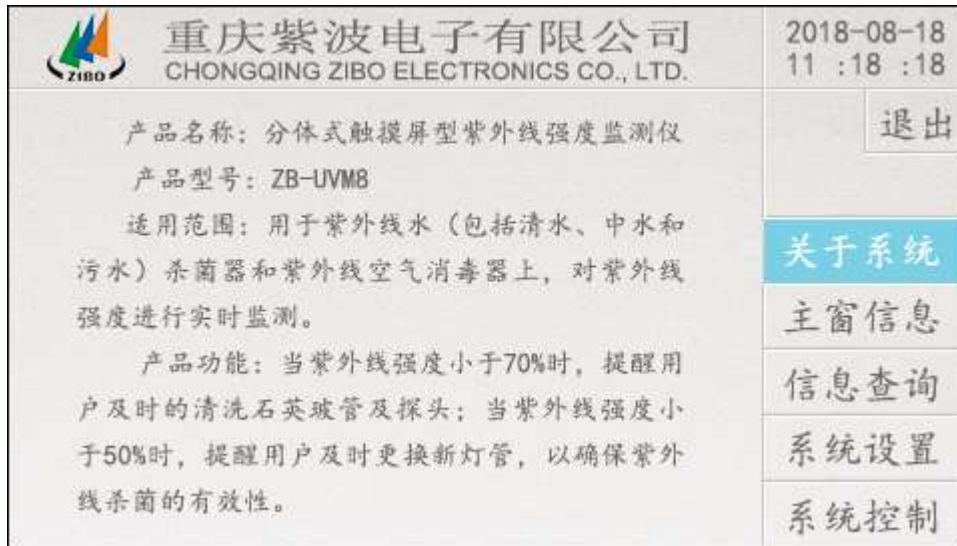 ZIBO
重庆紫波电子有限公司
CHONGQING ZIBO ELECTRONICS CO., LTD.
2018-08-18
11 :18 :18
退出
产品名称：分体式触摸屏型紫外线强度监测仪
产品型号：ZB-UVM8
适用范围：用于紫外线水（包括清水、中水和
污水）杀菌器和紫外线空气消毒器上，对紫外线
强度进行实时监测。
产品功能：当紫外线强度小于70%时，提醒用
户及时的清洗石英玻管及探头；当紫外线强度小
于50%时，提醒用户及时更换新灯管，以确保紫外
线杀菌的有效性。
关于系统
主窗信息
信息查询
系统设置
系统控制